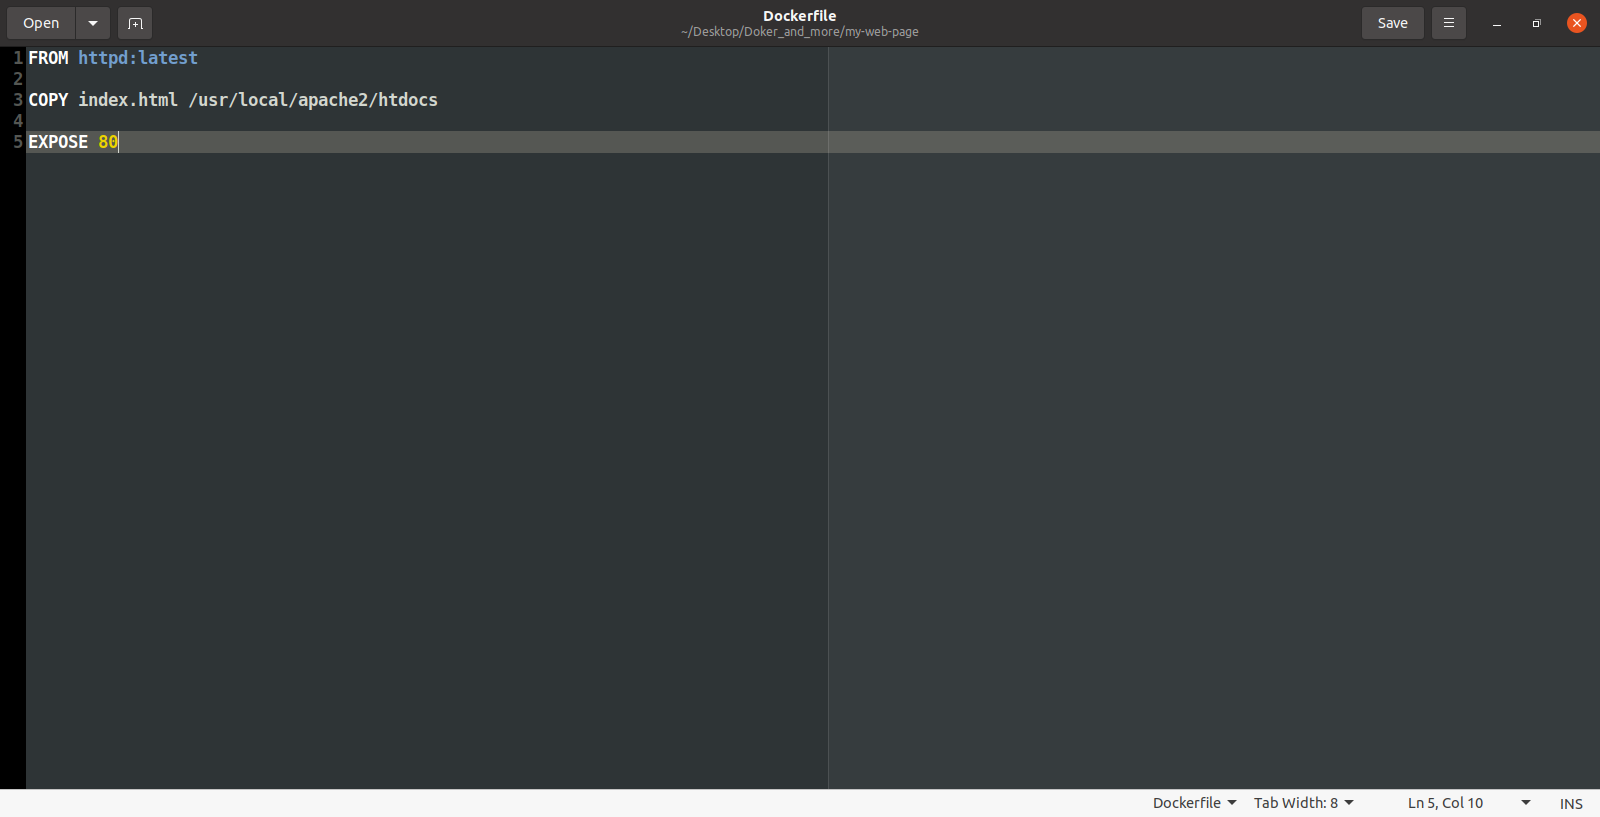 Open
Dockerfile
~/Desktop/Doker_and_more/my-web-page
Save
1 FROM httpd:latest
2
3 COPY index.html /usr/local/apache2/htdocs
4
5 EXPOSE 80
Dockerfile Tab Width: 8 Ln 5, Col 10 INS